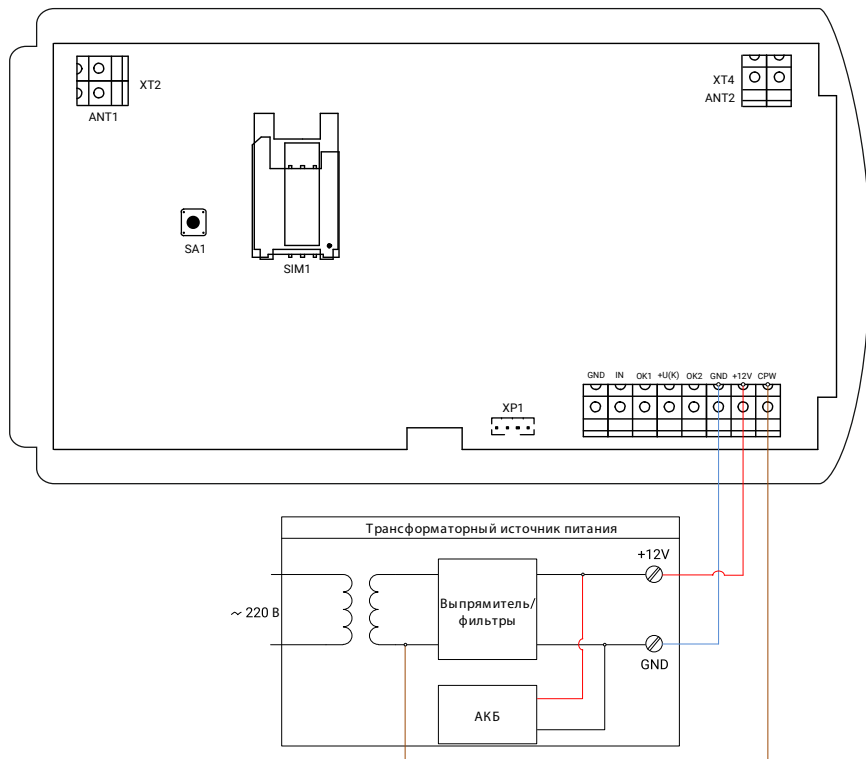 XT2
ANT1
XT4
ANT2
SA1
SIM1
XP1
GND IN OK1 +U(K) OK2 GND +12V CPW
Трансформаторный источник питания
+12V
~ 220 В
Выпрямитель/
фильтры
GND
АКБ